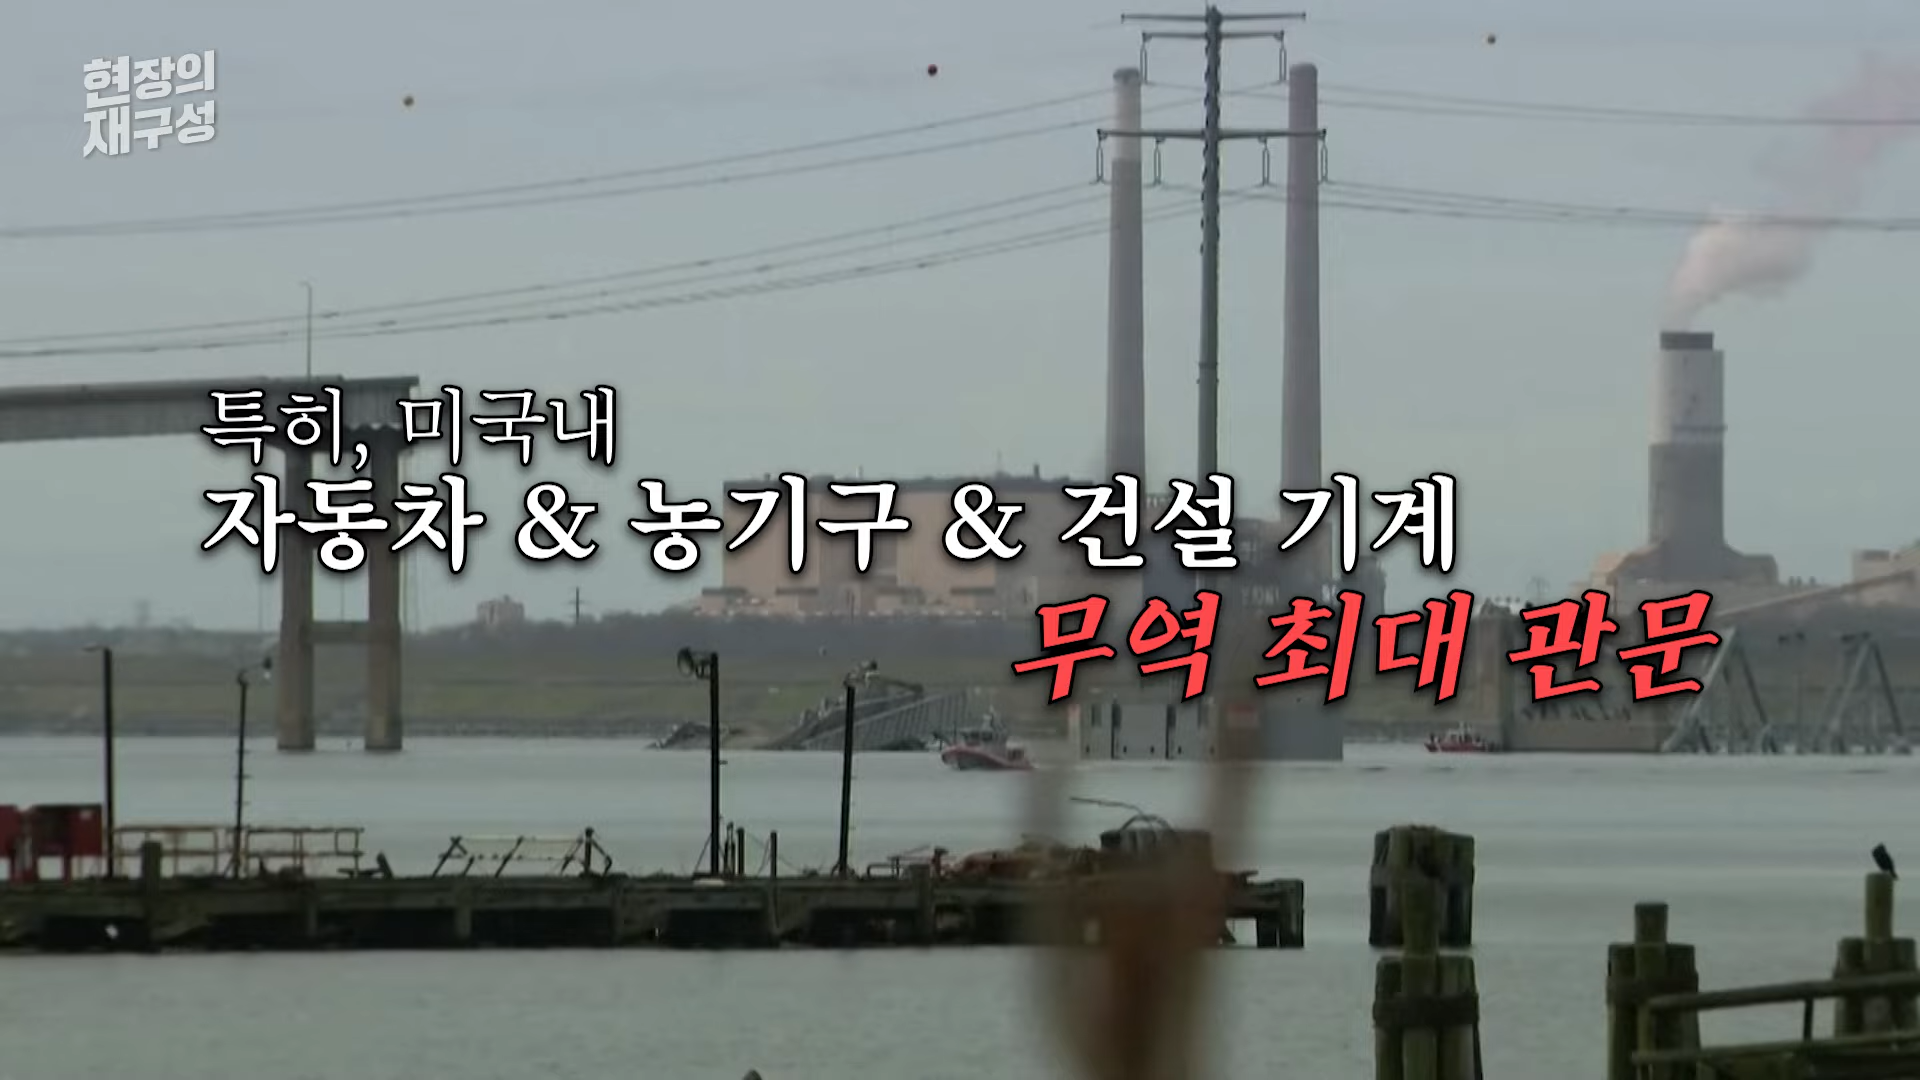 현장의
재구성
특히, 미국내
자동차 & 농기구 & 건설 기계
무역 최대 관문